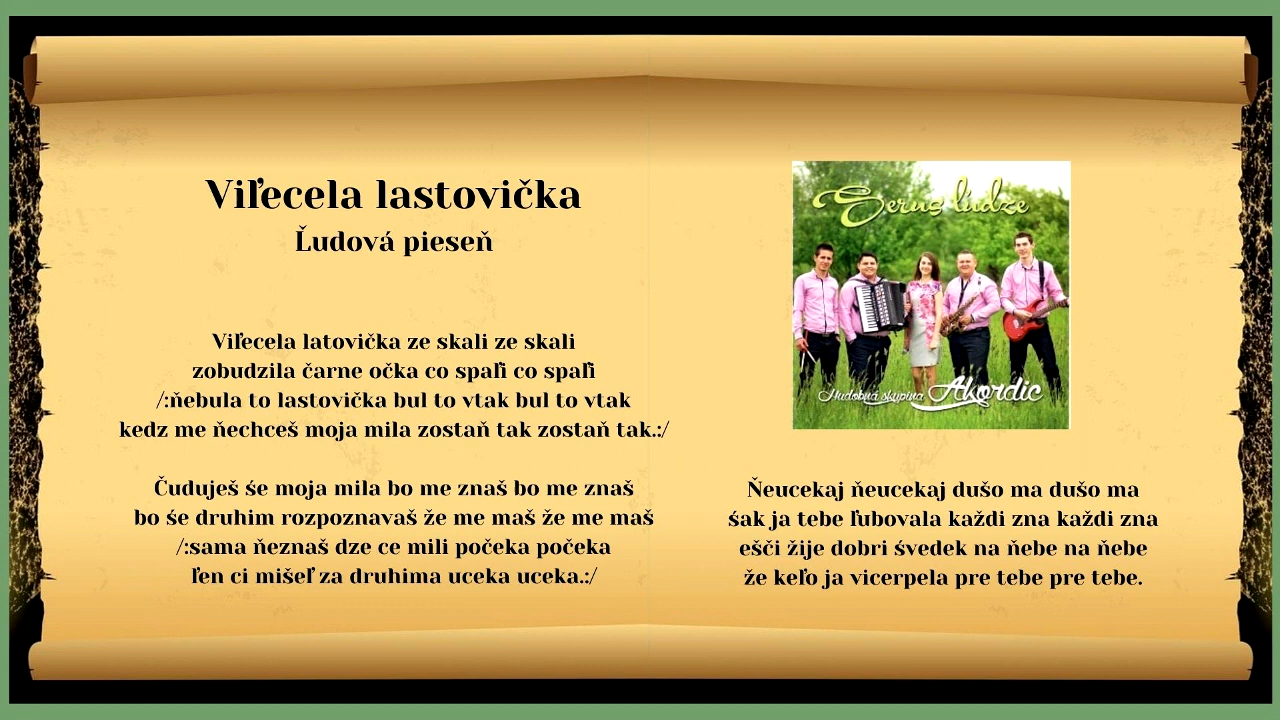 Viľecela lastovička
Ľudová pieseň
Viľecela latovička ze skali ze skali
zobudzila čarne očka co spaľi co spaľi
/:ňebula to lastovička bul to vtak bul to vtak
kedz me ňechceš moja mila zostaň tak zostaň tak.:/
Čuduješ śe moja mila bo me znaš bo me znaš
bo śe druhim rozpoznavaš že me maš že me maš
/:sama ňeznaš dze ce mili počeka počeka
ľen ci mišeľ za druhima uceka uceka.:/
Serus ľudze
Hudobná skupina Akordic
Ňeucekaj ňeucekaj dušo ma dušo ma
śak ja tebe ľubovala každi zna každi zna
ešči žije dobri śvedek na ňebe na ňebe
že keľo ja vicerpela pre tebe pre tebe.